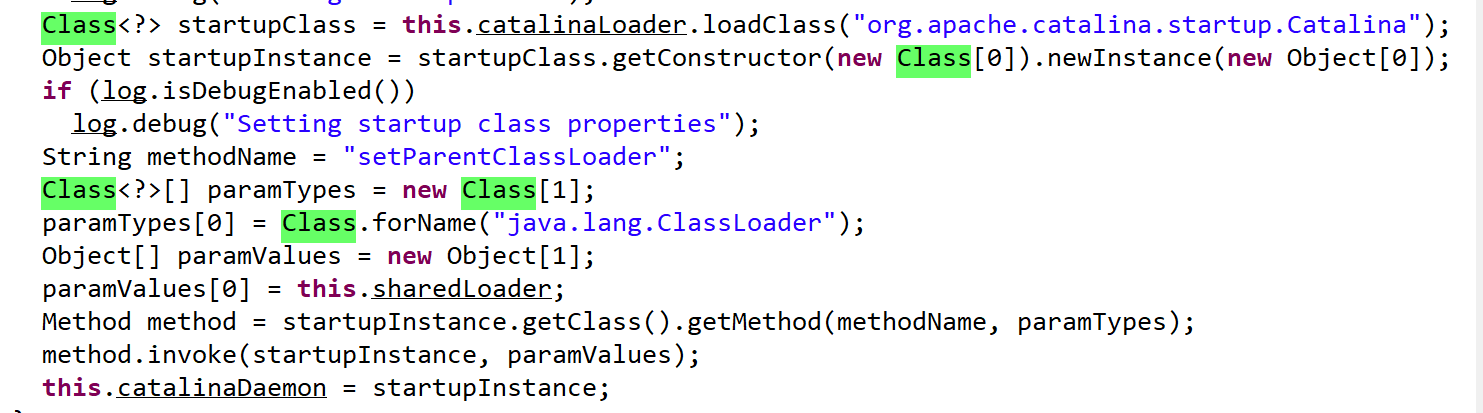 Class<?> startupClass = this.catalinaLoader.loadClass("org.apache.catalina.startup.Catalina");
Object startupInstance = startupClass.getConstructor(new Class[0]).newInstance(new Object[0]);
if (log.isDebugEnabled())
log.debug("Setting startup class properties");
String methodName = "setParentClassLoader";
Class<?>[] paramTypes = new Class[1];
paramTypes[0] = Class.forName("java.lang.ClassLoader");
Object[] paramValues = new Object[1];
paramValues[0] = this.sharedLoader;
Method method = startupInstance.getClass().getMethod(methodName, paramTypes);
method.invoke(startupInstance, paramValues);
this.catalinaDaemon = startupInstance;